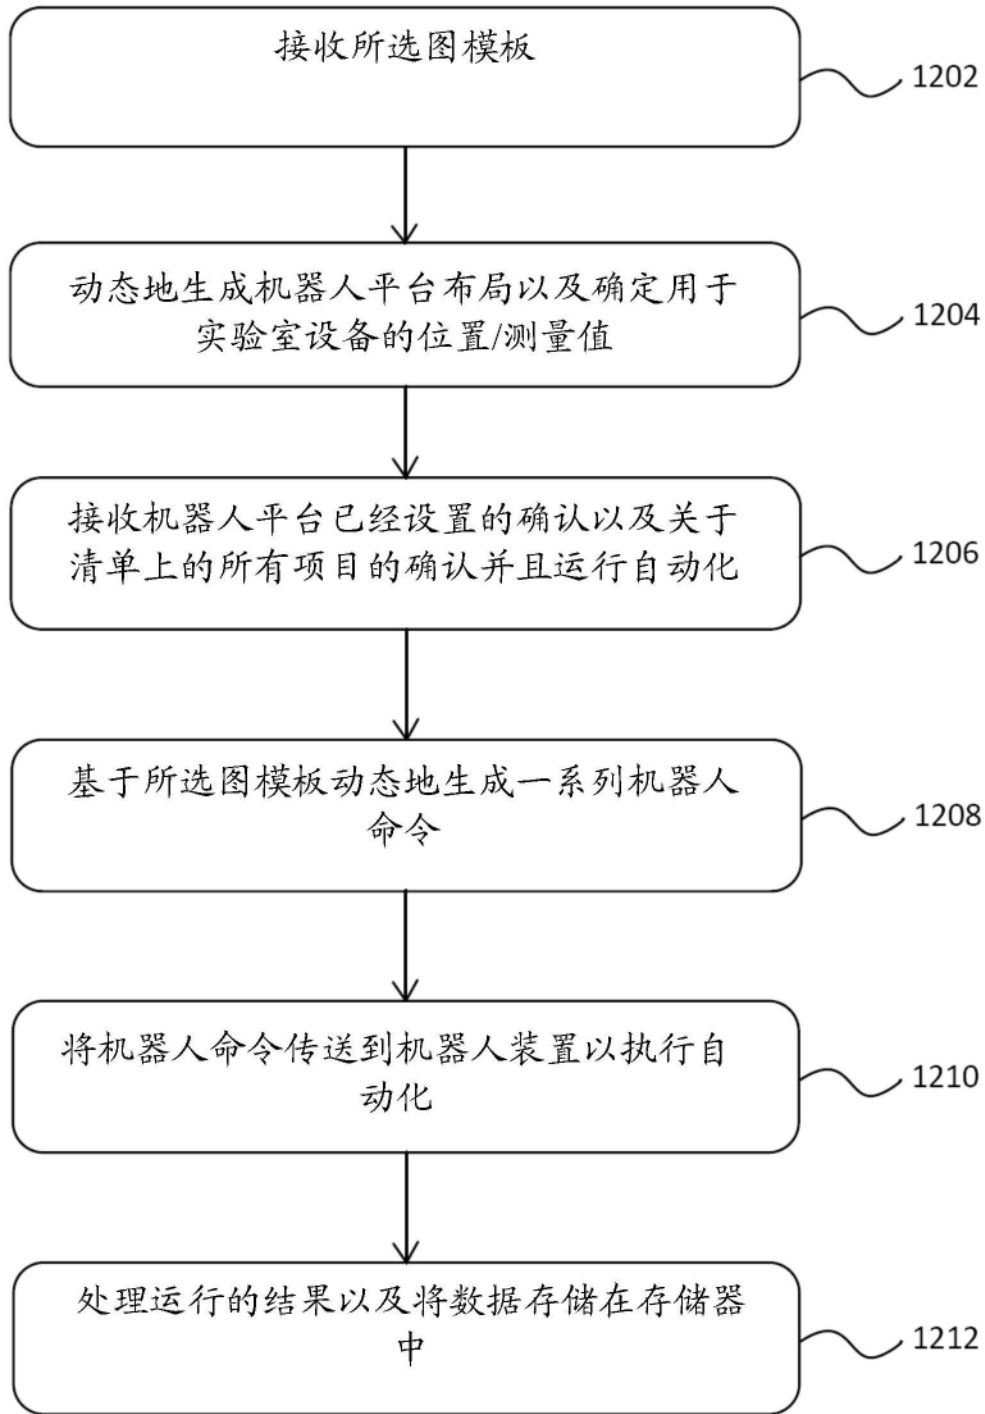 接收所选图模板
1202
动态地生成机器人平台布局以及确定用于
实验室设备的位置/测量值
1204
接收机器人平台已经设置的确认以及关于
清单上的所有项目的确认并且运行自动化
1206
基于所选图模板动态地生成一系列机器人
命令
1208
将机器人命令传送到机器人装置以执行自
动化
1210
处理运行的结果以及将数据存储在存储器
中
1212